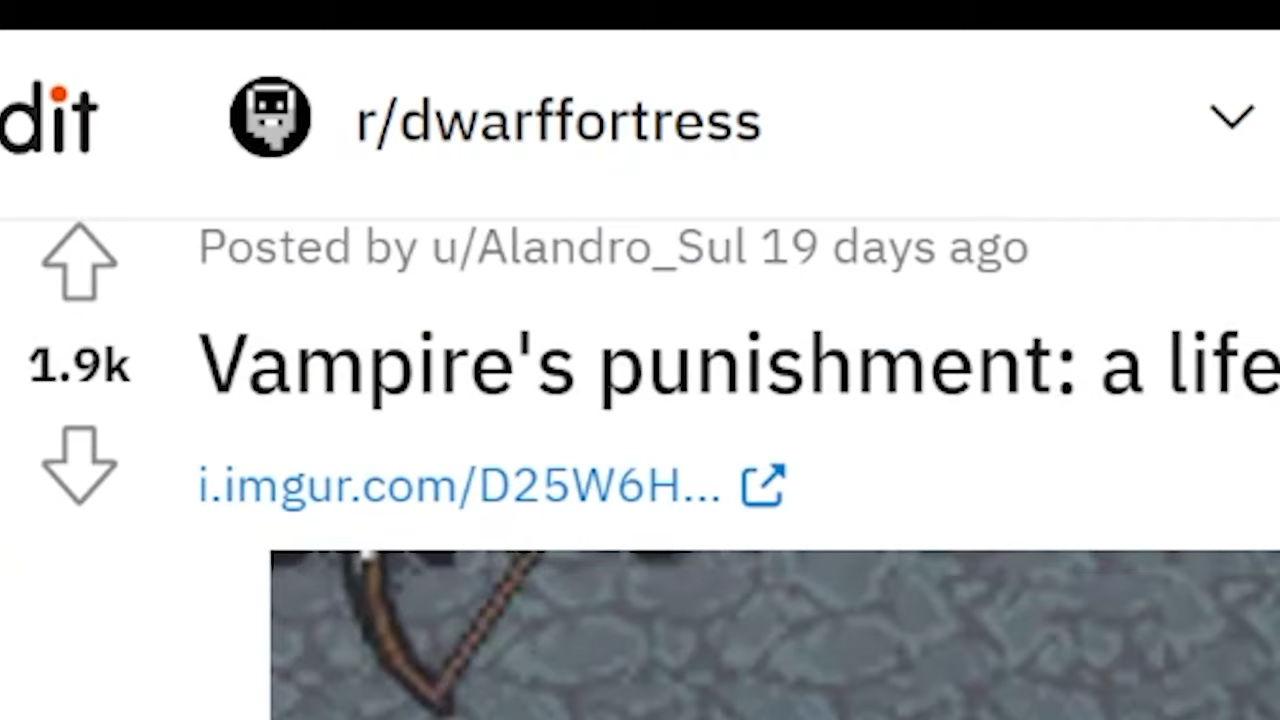 dit
r/dwarffortress
Posted by u/Alandro_Sul 19 days ago
1.9k
Vampire's punishment: a life
i.imgur.com/D25W6H...